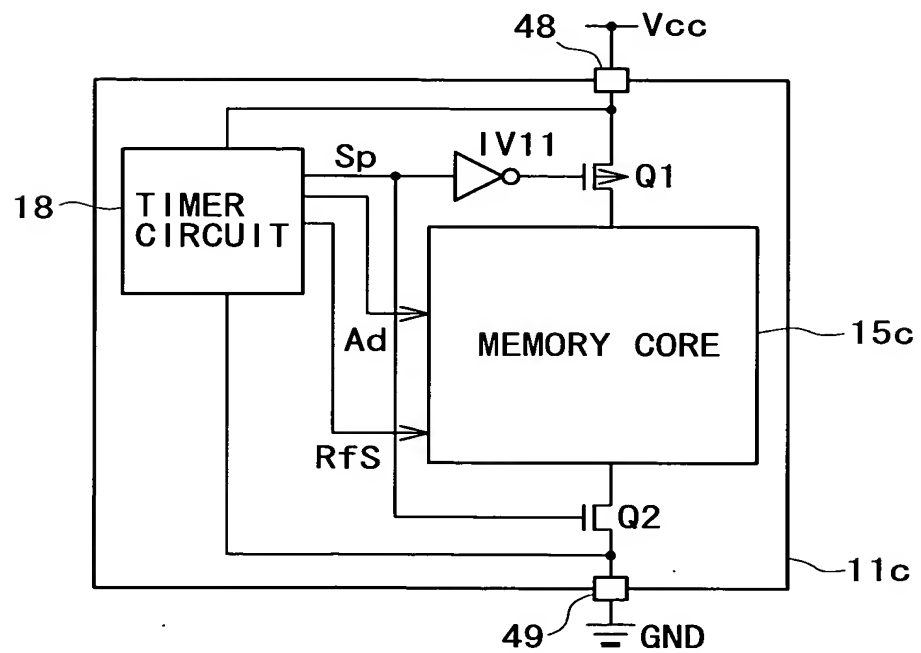 48
Vcc
IV11
Sp
Q1
18
TIMER
CIRCUIT
MEMORY CORE
15c
Ad
RfS
Q2
11c
49
GND